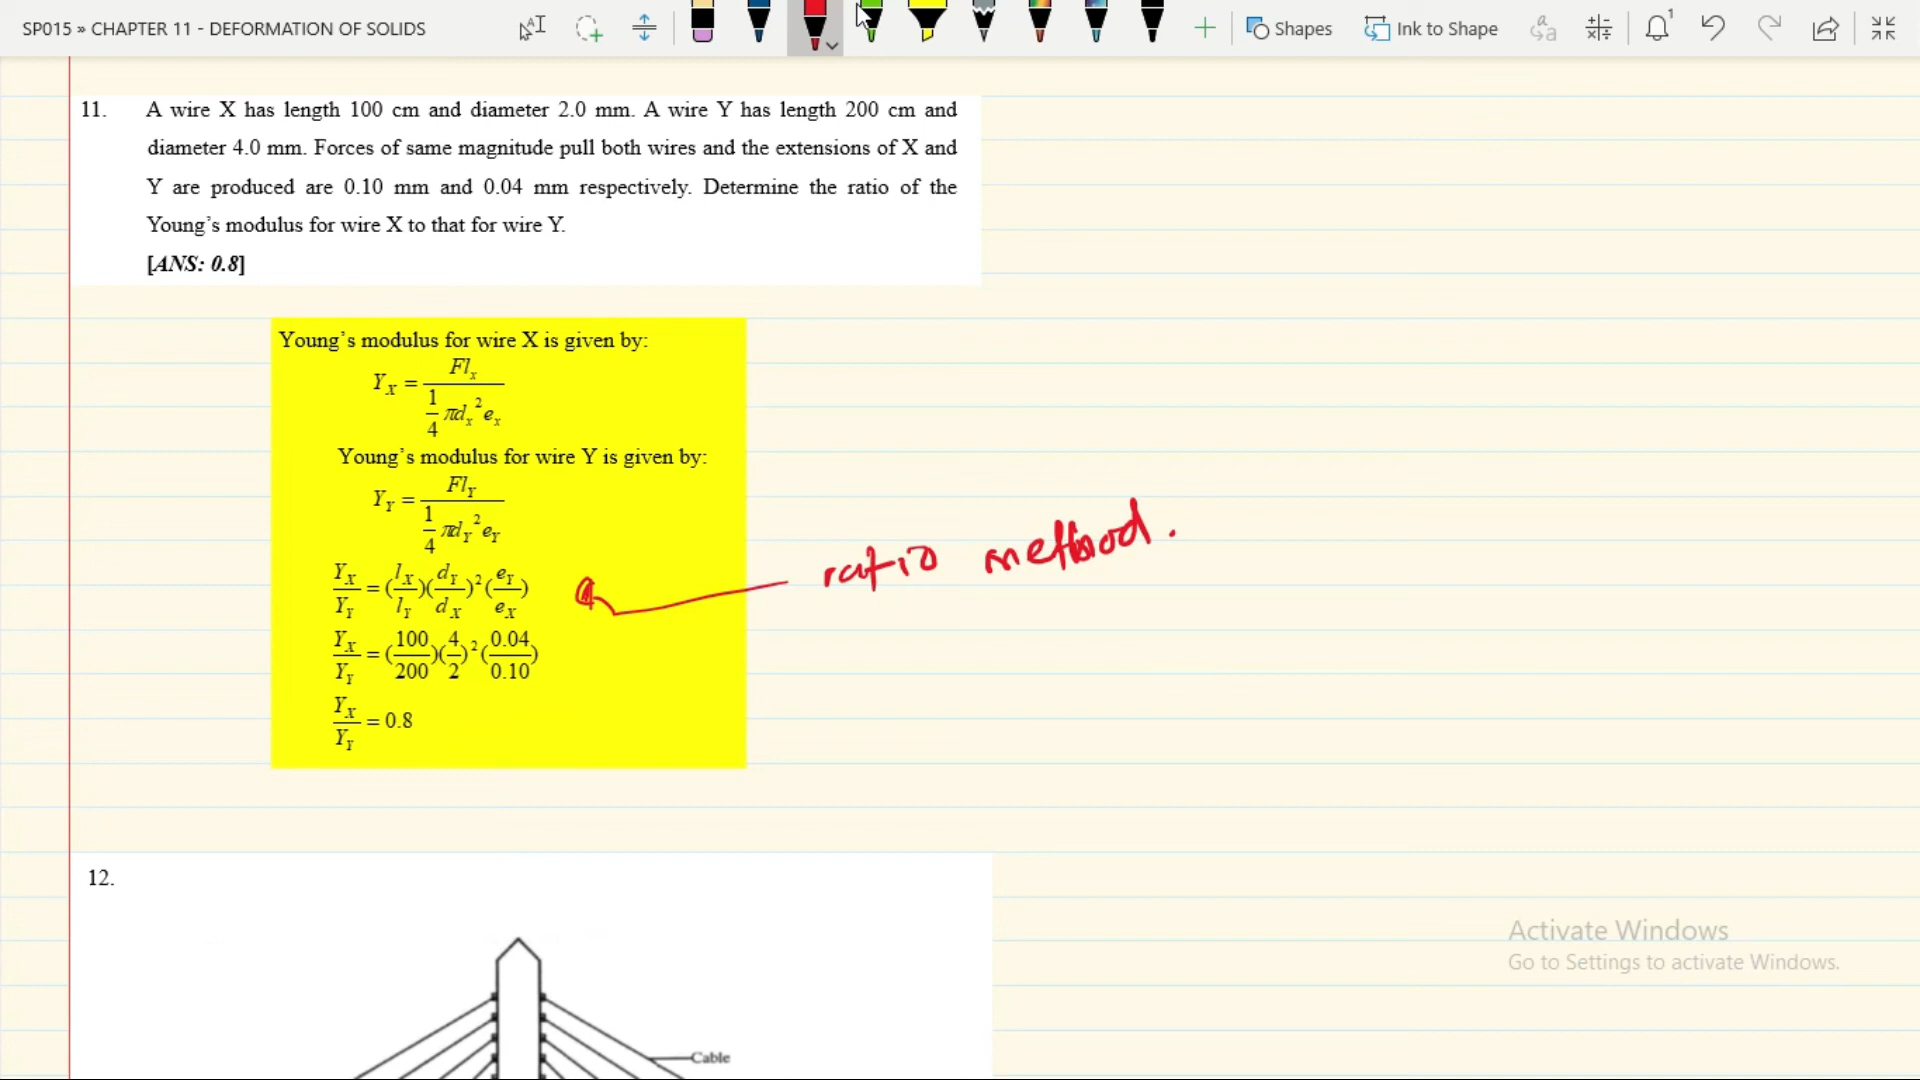 SP015 » CHAPTER 11 - DEFORMATION OF SOLIDS
Shapes
Ink to Shape
11. A wire X has length 100 cm and diameter 2.0 mm. A wire Y has length 200 cm and
diameter 4.0 mm. Forces of same magnitude pull both wires and the extensions of X and
Y are produced are 0.10 mm and 0.04 mm respectively. Determine the ratio of the
Young's modulus for wire X to that for wire Y.
[ANS: 0.8]
Young's modulus for wire X is given by:
Y_X = Fl_x / (1/4 πd_x² e_x)
Young's modulus for wire Y is given by:
Y_Y = Fl_Y / (1/4 πd_Y² e_Y)
Y_X/Y_Y = (l_X/l_Y)(d_Y/d_X)²(e_Y/e_X)
ratio method.
Y_X/Y_Y = (100/200)(4/2)²(0.04/0.10)
Y_X/Y_Y = 0.8
12.
Cable
Activate Windows
Go to Settings to activate Windows.